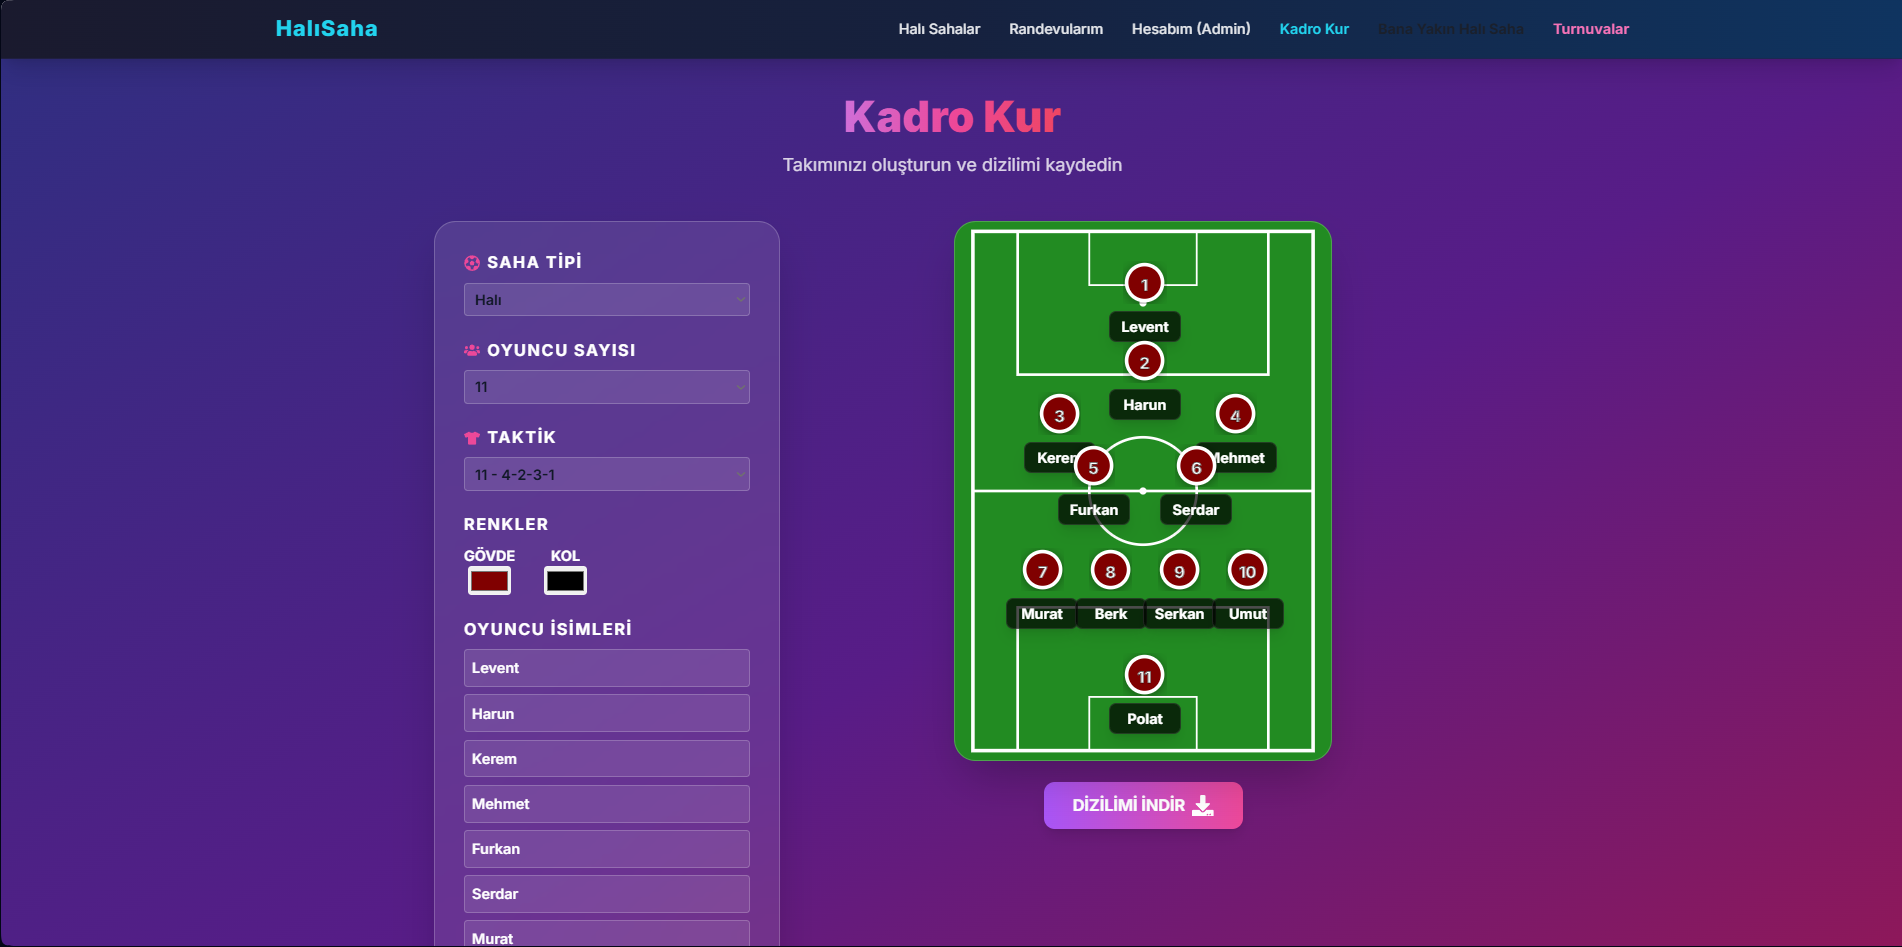 HalıSaha
Halı Sahalar
Randevularım
Hesabım (Admin)
Kadro Kur
Bana Yakın Halı Saha
Turnuvalar
Kadro Kur
Takımınızı oluşturun ve dizilimi kaydedin
SAHA TİPİ
Halı
OYUNCU SAYISI
11
TAKTİK
11 - 4-2-3-1
RENKLER
GÖVDE KOL
OYUNCU İSİMLERİ
Levent
Harun
Kerem
Mehmet
Furkan
Serdar
Murat
1
Levent
2
Harun
3 4
Kerem Mehmet
5 6
Furkan Serdar
7 8 9 10
Murat Berk Serkan Umut
11
Polat
DİZİLİMİ İNDİR